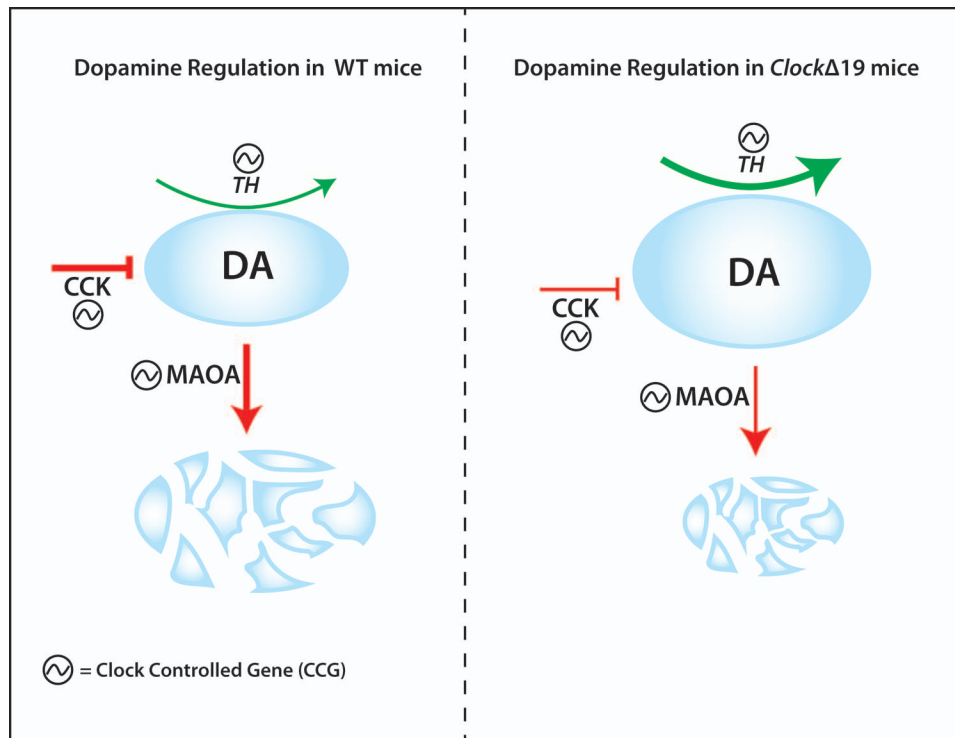 Dopamine Regulation in WT mice
TH
DA
CCK
MAOA
= Clock Controlled Gene (CCG)
Dopamine Regulation in ClockΔ19 mice
TH
DA
CCK
MAOA